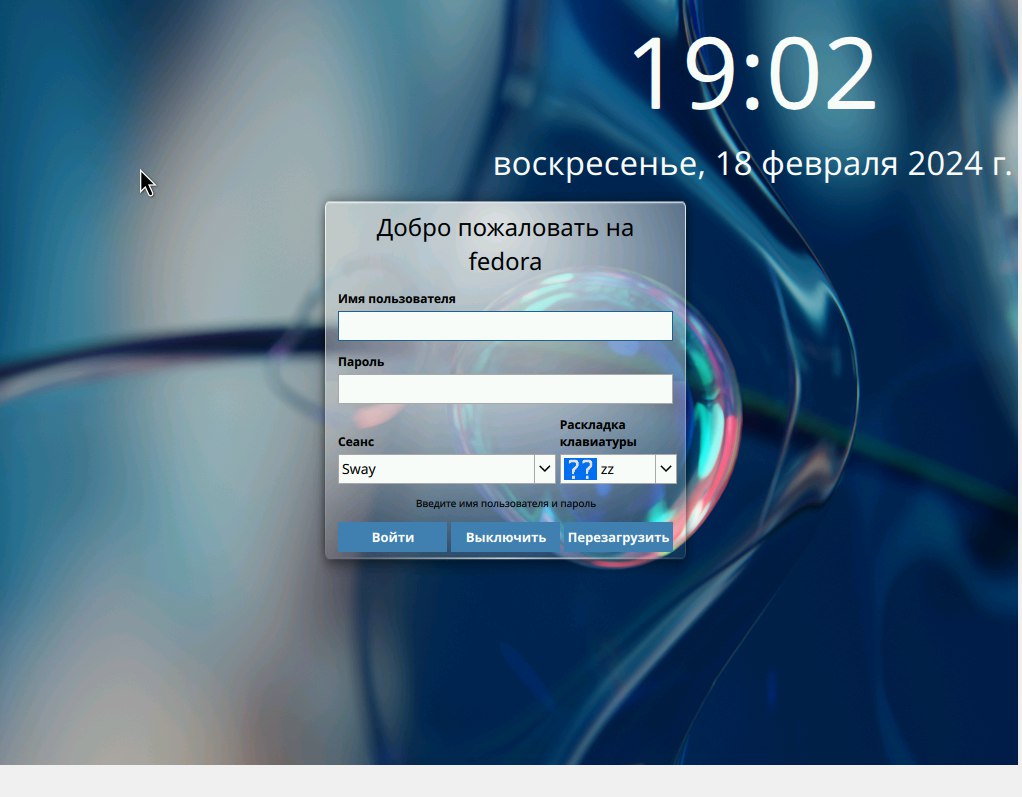 19:02
воскресенье, 18 февраля 2024 г.
Добро пожаловать на
fedora
Имя пользователя
Пароль
Сеанс
Раскладка
клавиатуры
Sway
?? zz
Введите имя пользователя и пароль
Войти
Выключить
Перезагрузить